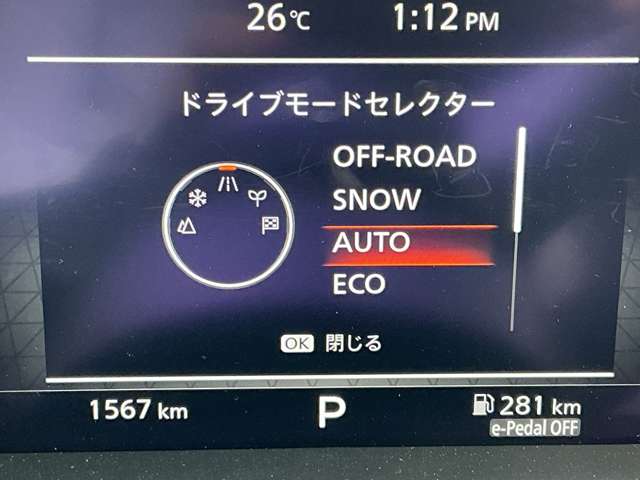 26℃ 1:12 PM
ドライブモードセレクター
OFF-ROAD
SNOW
AUTO
ECO
OK 閉じる
1567 km P 281 km
e-Pedal OFF